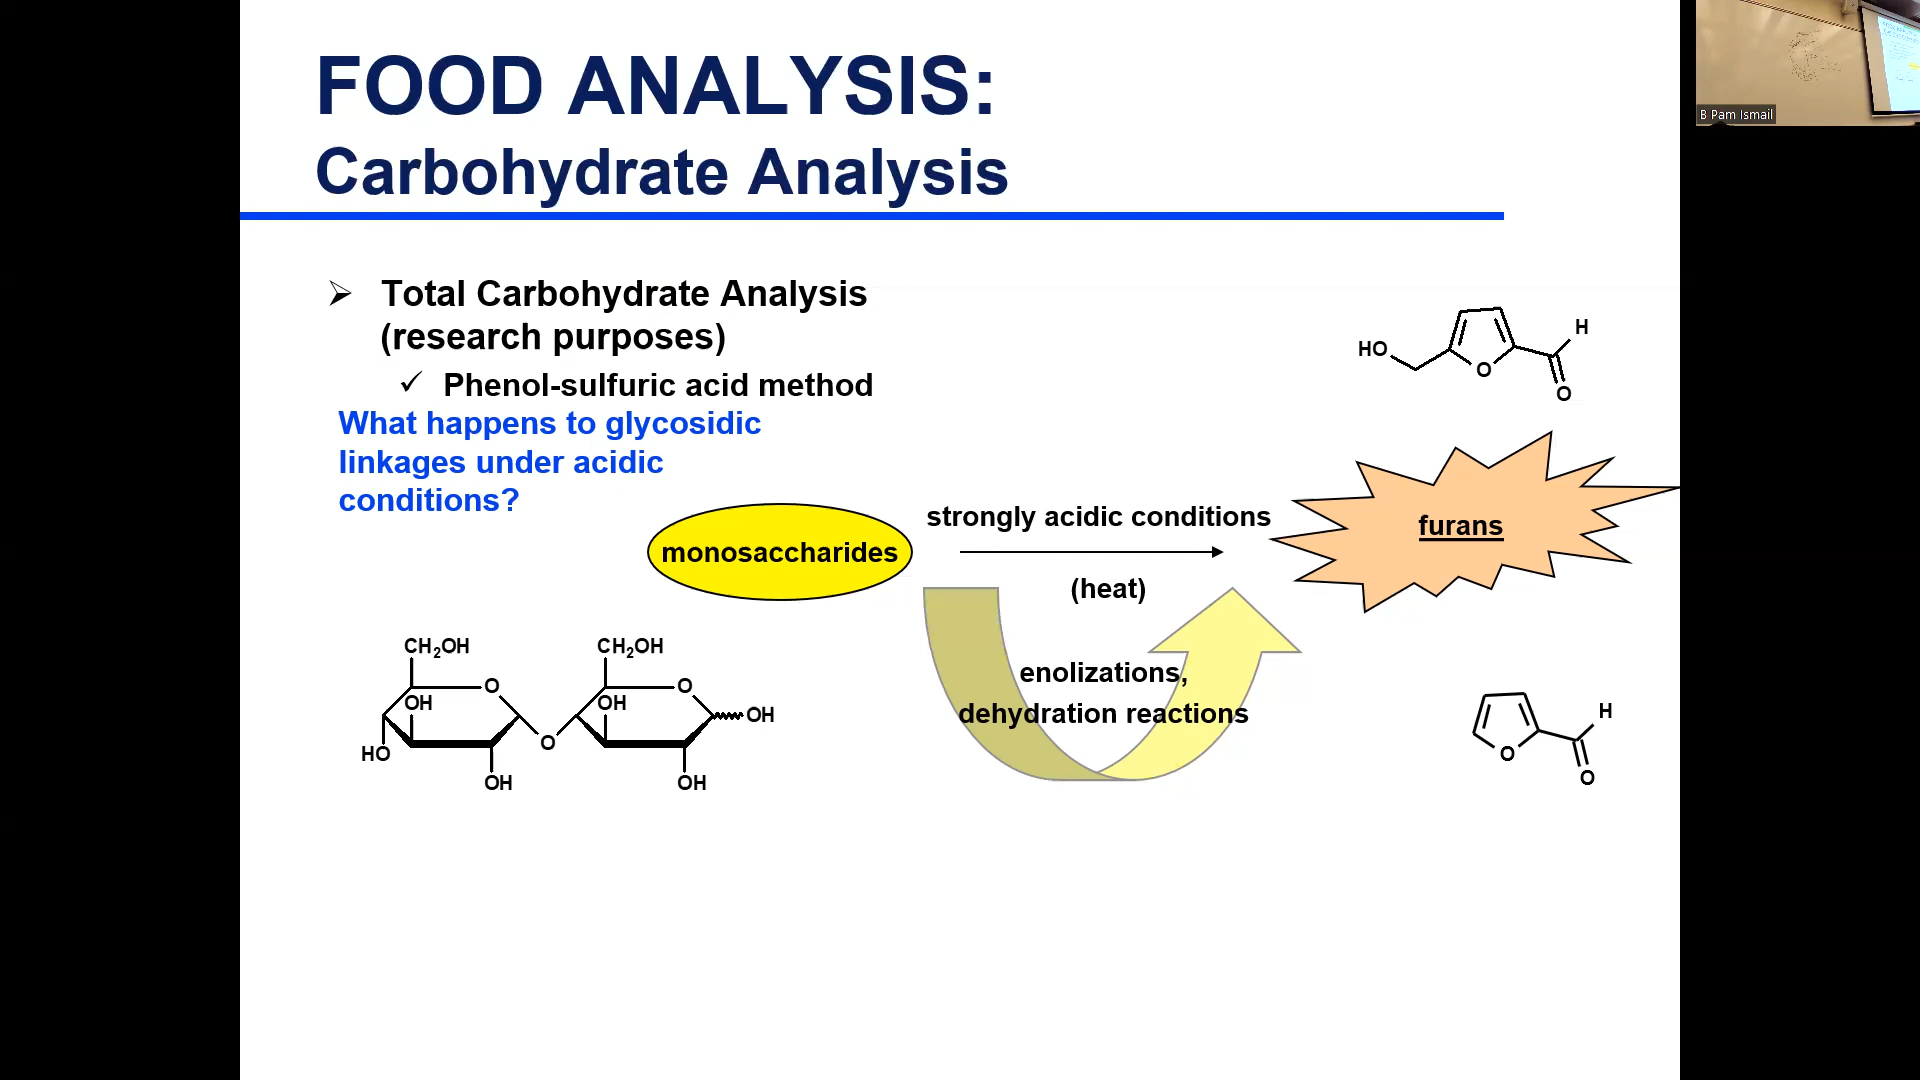 FOOD ANALYSIS:
Carbohydrate Analysis
B Pam Ismail
➢ Total Carbohydrate Analysis
(research purposes)
✓ Phenol-sulfuric acid method
What happens to glycosidic
linkages under acidic
conditions?
monosaccharides
strongly acidic conditions
(heat)
enolizations,
dehydration reactions
furans
HO
O
H
O
CH₂OH
CH₂OH
O
O
OH
OH
OH
O
HO
OH
OH
H
O
O